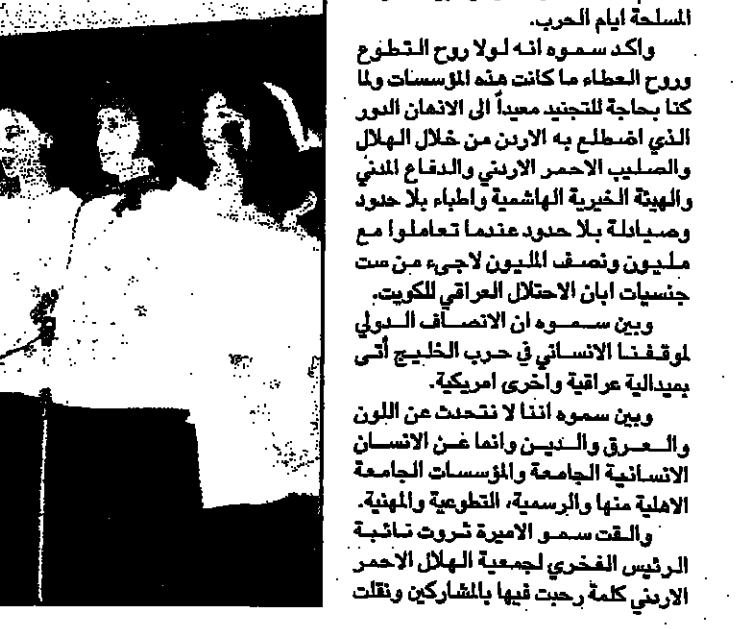 المسلحة ايام الحرب.
واكد سموه انه لولا روح التطوع
وروح العطاء ما كانت هذه المؤسسات ولما
كنا بحاجة للتجنيد معيداً الى الاذهان الدور
الذي اضطلع به الاردن من خلال الهلال
والصليب الاحمر الاردني والدفاع المدني
والهيئة الخيرية الهاشمية واطباء بلا حدود
وصيادلة بلا حدود عندما تعاملوا مع
مليون ونصف المليون لاجىء من ست
جنسيات ابان الاحتلال العراقي للكويت.
وبين سموه ان الانصاف الدولي
لموقفنا الانساني في حرب الخليج أتى
بميدالية عراقية واخرى امريكية.
وبين سموه اننا لا نتحدث عن اللون
والعرق والدين وانما عن الانسان
الانسانية الجامعة والمؤسسات الجامعة
الاهلية منها والرسمية، التطوعية والمهنية.
والقت سمو الاميرة ثروت نائبة
الرئيس الفخري لجمعية الهلال الاحمر
الاردني كلمة رحبت فيها بالمشاركين ونقلت